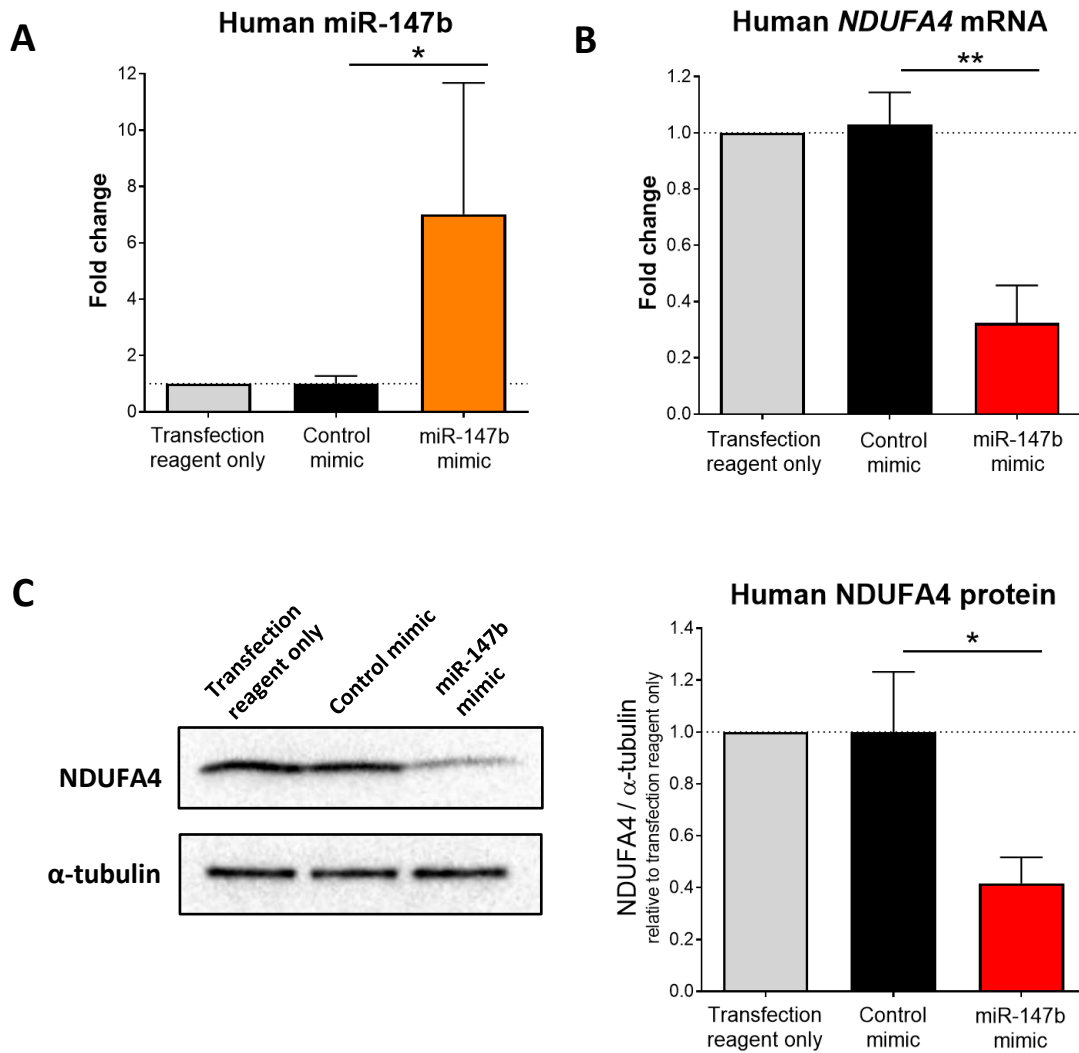 A
Human miR-147b
*
12
10
8
6
4
2
0
Fold change
Transfection
reagent only
Control
mimic
miR-147b
mimic
B
Human NDUFA4 mRNA
**
1.2
1.0
0.8
0.6
0.4
0.2
0.0
Fold change
Transfection
reagent only
Control
mimic
miR-147b
mimic
C
Transfection
reagent only
Control mimic
miR-147b
mimic
NDUFA4
α-tubulin
Human NDUFA4 protein
*
1.4
1.2
1.0
0.8
0.6
0.4
0.2
0.0
NDUFA4 / α-tubulin
relative to transfection reagent only
Transfection
reagent only
Control
mimic
miR-147b
mimic